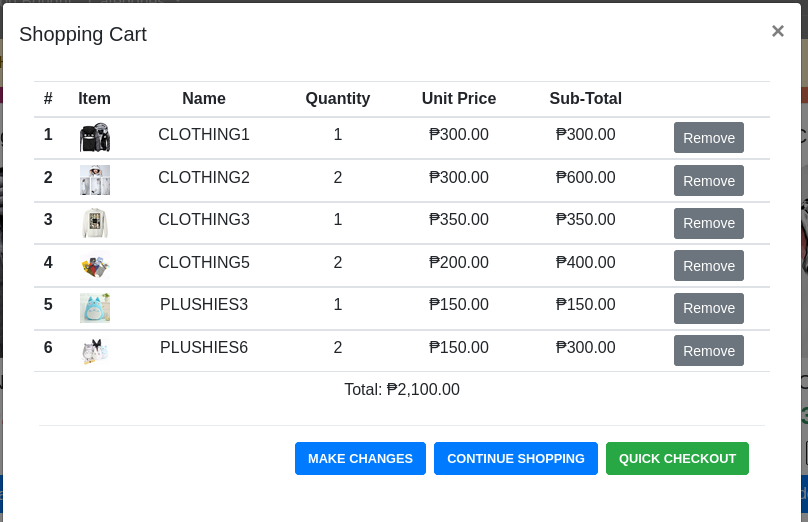 Shopping Cart ×
# Item Name Quantity Unit Price Sub-Total
1 CLOTHING1 1 ₱300.00 ₱300.00 Remove
2 CLOTHING2 2 ₱300.00 ₱600.00 Remove
3 CLOTHING3 1 ₱350.00 ₱350.00 Remove
4 CLOTHING5 2 ₱200.00 ₱400.00 Remove
5 PLUSHIES3 1 ₱150.00 ₱150.00 Remove
6 PLUSHIES6 2 ₱150.00 ₱300.00 Remove
Total: ₱2,100.00
MAKE CHANGES CONTINUE SHOPPING QUICK CHECKOUT